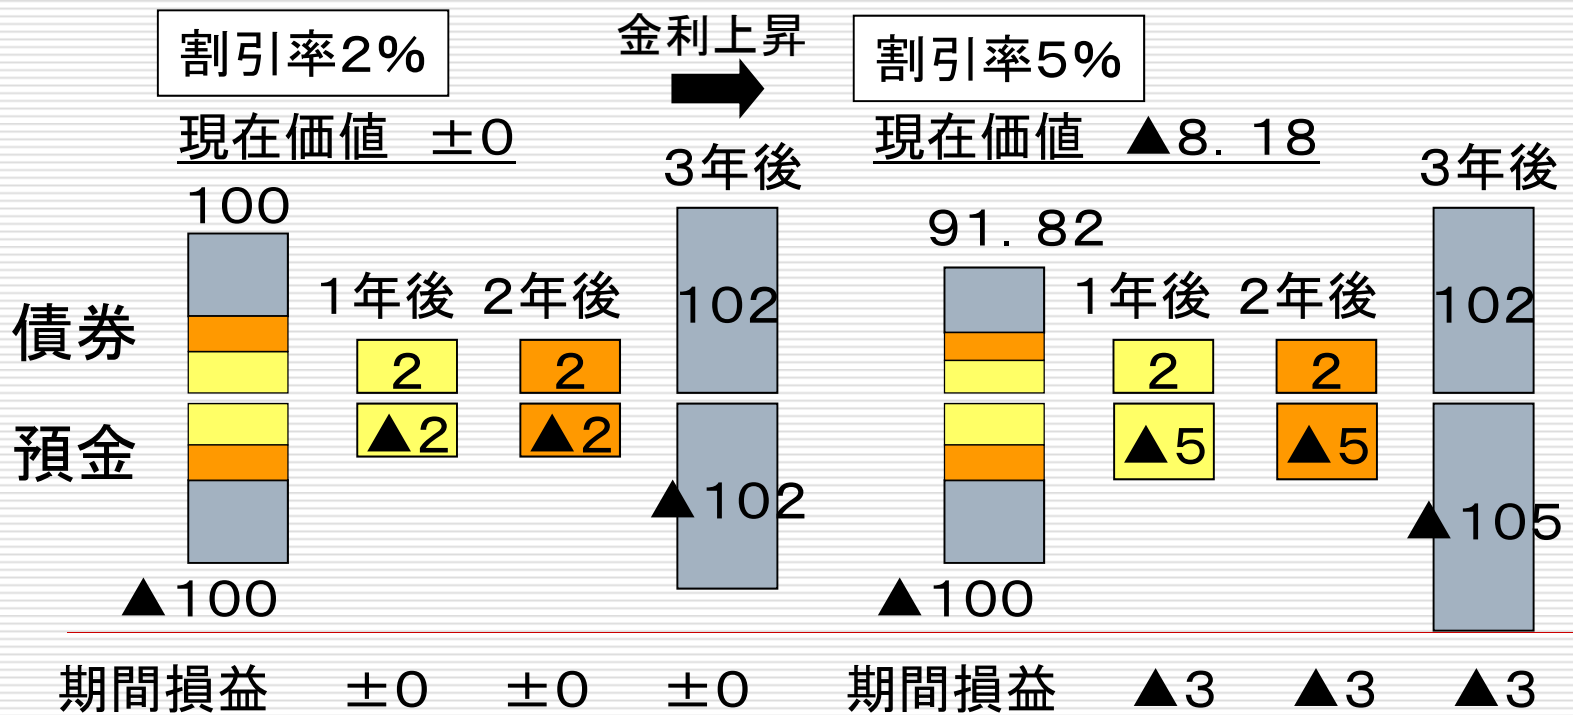 割引率2%
金利上昇
割引率5%
現在価値 ±0
現在価値 ▲8.18
3年後
3年後
100
91.82
1年後 2年後
102
1年後 2年後
102
債券
2
2
2
2
預金
▲2
▲2
▲5
▲5
▲102
▲105
▲100
▲100
期間損益 ±0 ±0 ±0
期間損益 ▲3 ▲3 ▲3